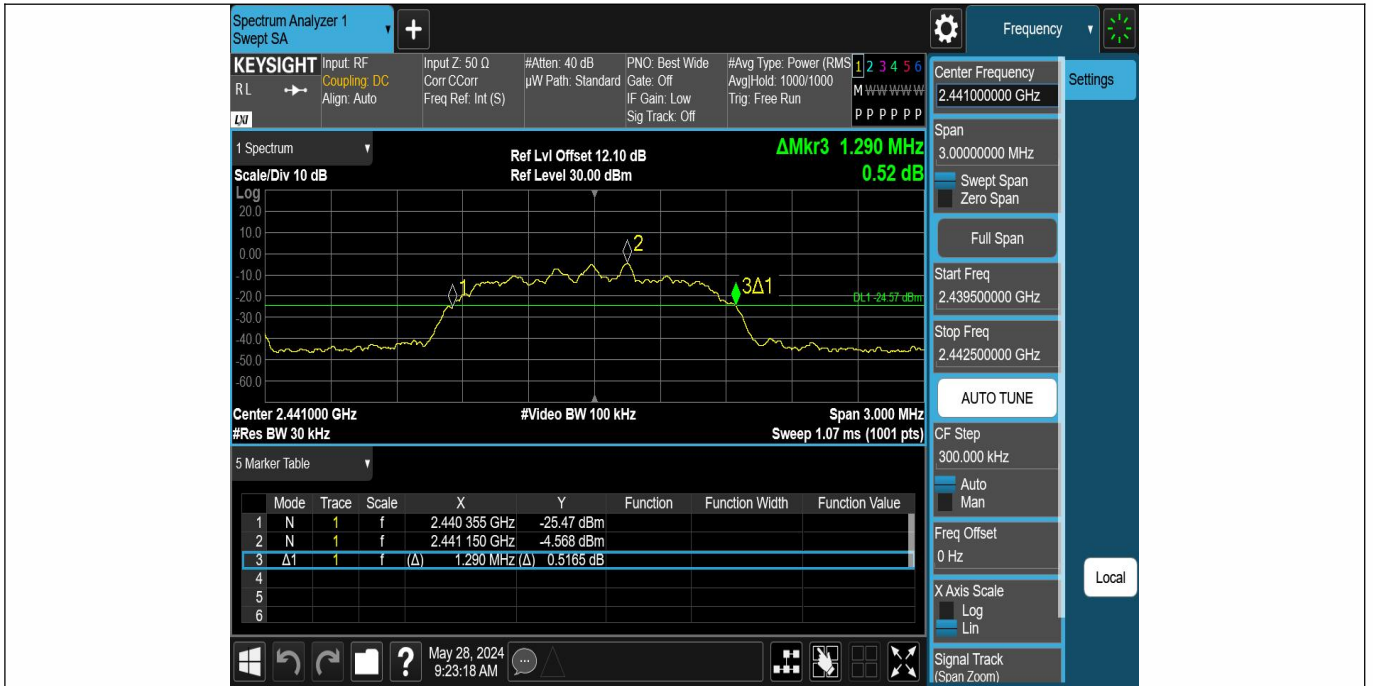 Spectrum Analyzer 1
Swept SA
+
Frequency
KEYSIGHT
RL
LXI
Input: RF
Coupling: DC
Align: Auto
Input Z: 50 Ω
Corr CCorr
Freq Ref: Int (S)
#Atten: 40 dB
µW Path: Standard
PNO: Best Wide
Gate: Off
IF Gain: Low
Sig Track: Off
#Avg Type: Power (RMS
Avg|Hold: 1000/1000
Trig: Free Run
1 2 3 4 5 6
M W W W W W
P P P P P P
1 Spectrum
Scale/Div 10 dB
Ref Lvl Offset 12.10 dB
Ref Level 30.00 dBm
ΔMkr3 1.290 MHz
0.52 dB
Log
20.0
10.0
0.00
-10.0
-20.0
-30.0
-40.0
-50.0
-60.0
1
2
3Δ1
DL1 -24.57 dBm
Center 2.441000 GHz
#Video BW 100 kHz
Span 3.000 MHz
#Res BW 30 kHz
Sweep 1.07 ms (1001 pts)
5 Marker Table
Mode Trace Scale X Y Function Function Width Function Value
1 N 1 f 2.440 355 GHz -25.47 dBm
2 N 1 f 2.441 150 GHz -4.568 dBm
3 Δ1 1 f (Δ) 1.290 MHz (Δ) 0.5165 dB
4
5
6
?
May 28, 2024
9:23:18 AM
Center Frequency
2.441000000 GHz
Settings
Span
3.00000000 MHz
Swept Span
Zero Span
Full Span
Start Freq
2.439500000 GHz
Stop Freq
2.442500000 GHz
AUTO TUNE
CF Step
300.000 kHz
Auto
Man
Freq Offset
0 Hz
X Axis Scale
Log
Lin
Signal Track
(Span Zoom)
Local